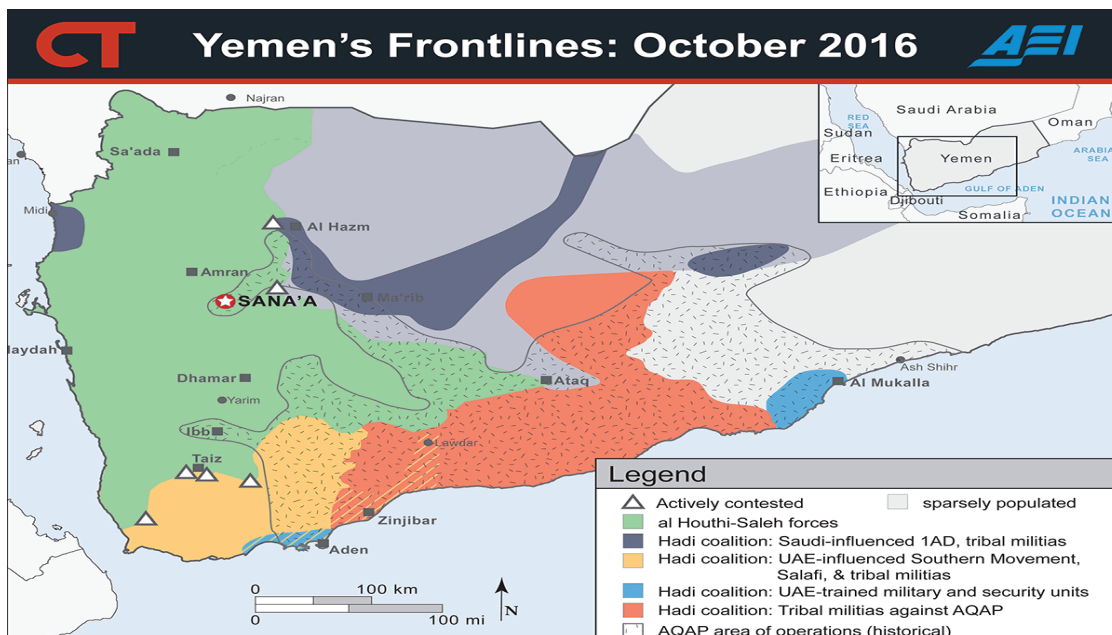 CT
Yemen's Frontlines: October 2016
AEI
Najran
Sa'ada
Midi
Al Hazm
Amran
SANA'A
Ma'rib
laydah
Dhamar
Yarim
Ataq
Ash Shihr
Al Mukalla
Ibb
Lawdar
Taiz
Zinjibar
Aden
Saudi Arabia
RED
SEA
Sudan
Oman
Eritrea
Yemen
ARABIA
SEA
Ethiopia
GULF OF ADEN
Djibouti
INDIAN
OCEAN
Somalia
0 100 km
0 100 mi
N
Legend
Actively contested
sparsely populated
al Houthi-Saleh forces
Hadi coalition: Saudi-influenced 1AD, tribal militias
Hadi coalition: UAE-influenced Southern Movement,
Salafi, & tribal militias
Hadi coalition: UAE-trained military and security units
Hadi coalition: Tribal militias against AQAP
AQAP area of operations (historical)